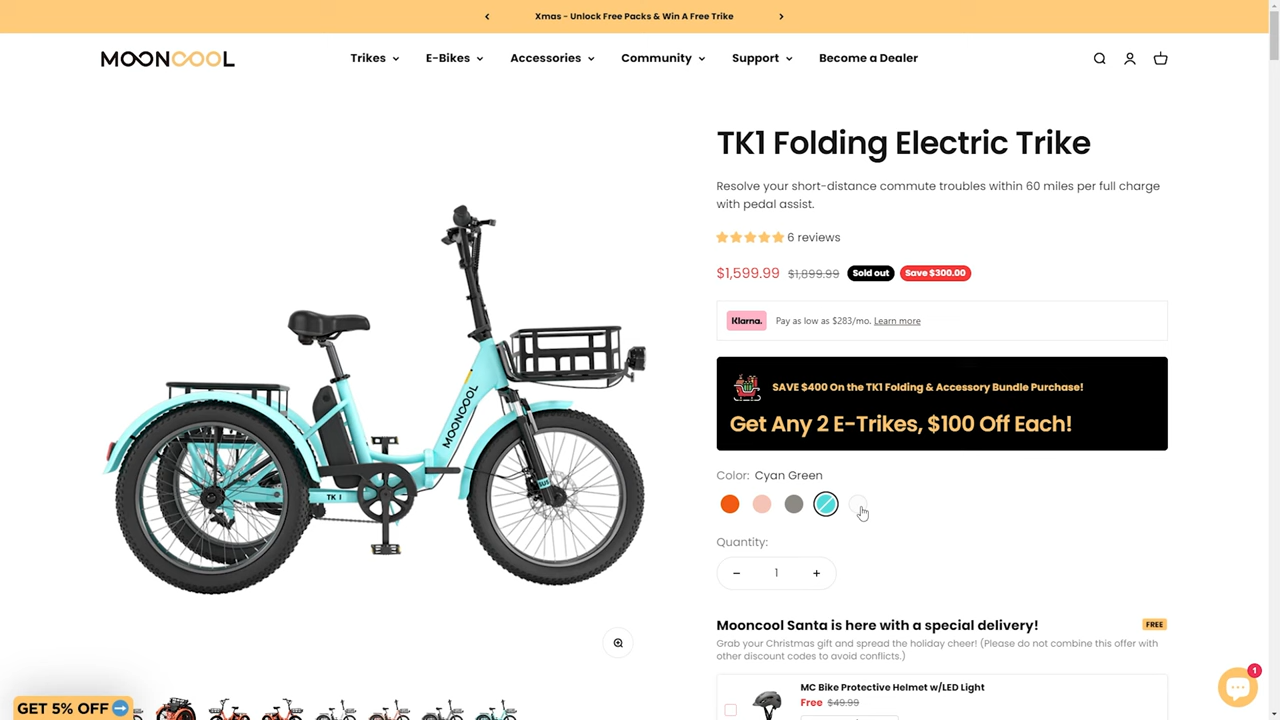 Xmas - Unlock Free Packs & Win A Free Trike
MOONCOOL
Trikes
E-Bikes
Accessories
Community
Support
Become a Dealer
TK1 Folding Electric Trike
Resolve your short-distance commute troubles within 60 miles per full charge
with pedal assist.
6 reviews
$1,599.99 $1,899.99 Sold out Save $300.00
Klarna. Pay as low as $283/mo. Learn more
SAVE $400 On the TK1 Folding & Accessory Bundle Purchase!
Get Any 2 E-Trikes, $100 Off Each!
MOONCOOL
TK 1
Color: Cyan Green
Quantity:
− 1 +
Mooncool Santa is here with a special delivery! FREE
Grab your Christmas gift and spread the holiday cheer! (Please do not combine this offer with
other discount codes to avoid conflicts.)
MC Bike Protective Helmet w/LED Light
Free $49.99
GET 5% OFF
1